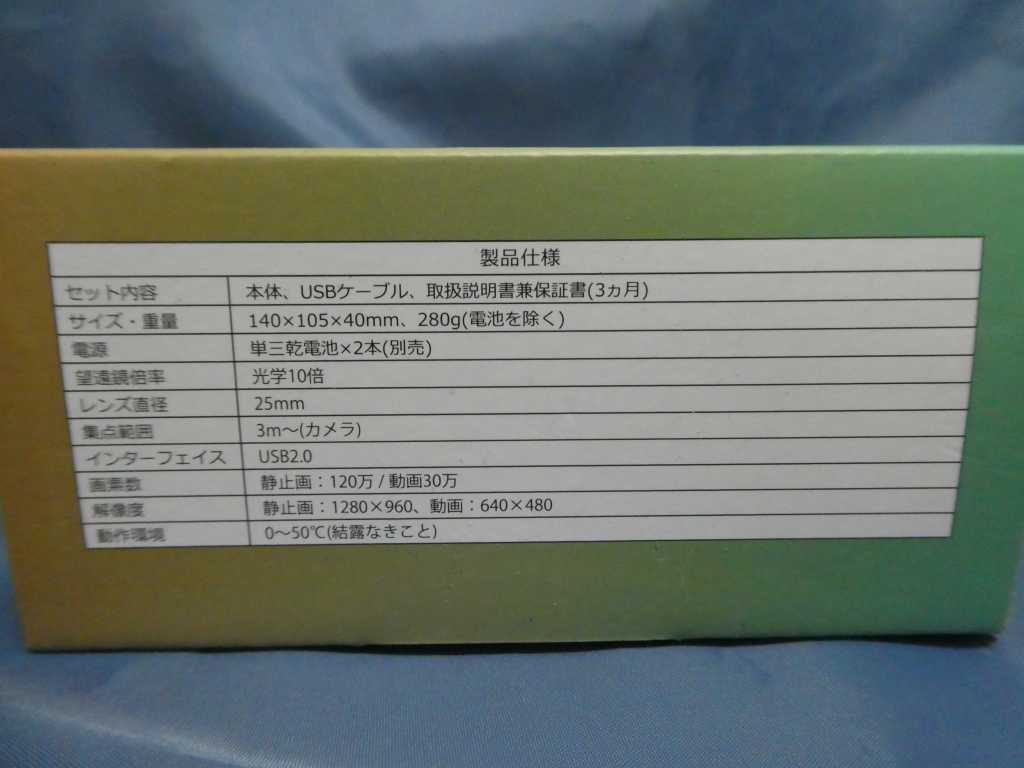 製品仕様
セット内容 本体、USBケーブル、取扱説明書兼保証書(3ヵ月)
サイズ・重量 140×105×40mm、280g(電池を除く)
電源 単三乾電池×2本(別売)
望遠鏡倍率 光学10倍
レンズ直径 25mm
集点範囲 3m～(カメラ)
インターフェイス USB2.0
画素数 静止画：120万 / 動画30万
解像度 静止画：1280×960、動画：640×480
動作環境 0～50℃(結露なきこと)